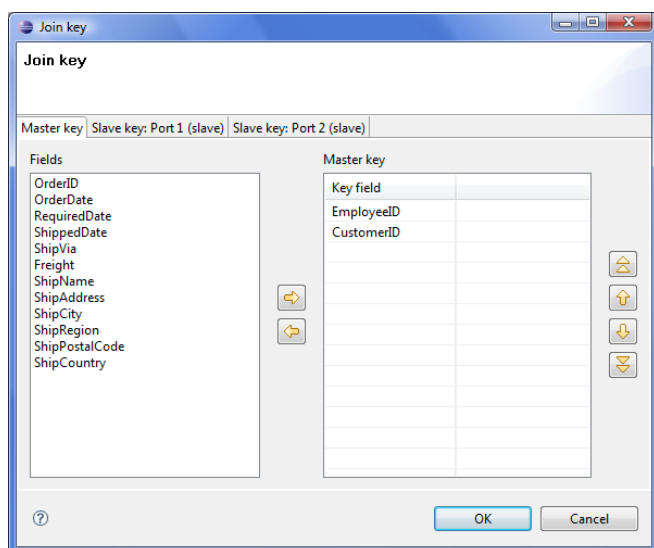 Join key
Join key
Master key Slave key: Port 1 (slave) Slave key: Port 2 (slave)
Fields
OrderID
OrderDate
RequiredDate
ShippedDate
ShipVia
Freight
ShipName
ShipAddress
ShipCity
ShipRegion
ShipPostalCode
ShipCountry
Master key
Key field
EmployeeID
CustomerID
?
OK Cancel